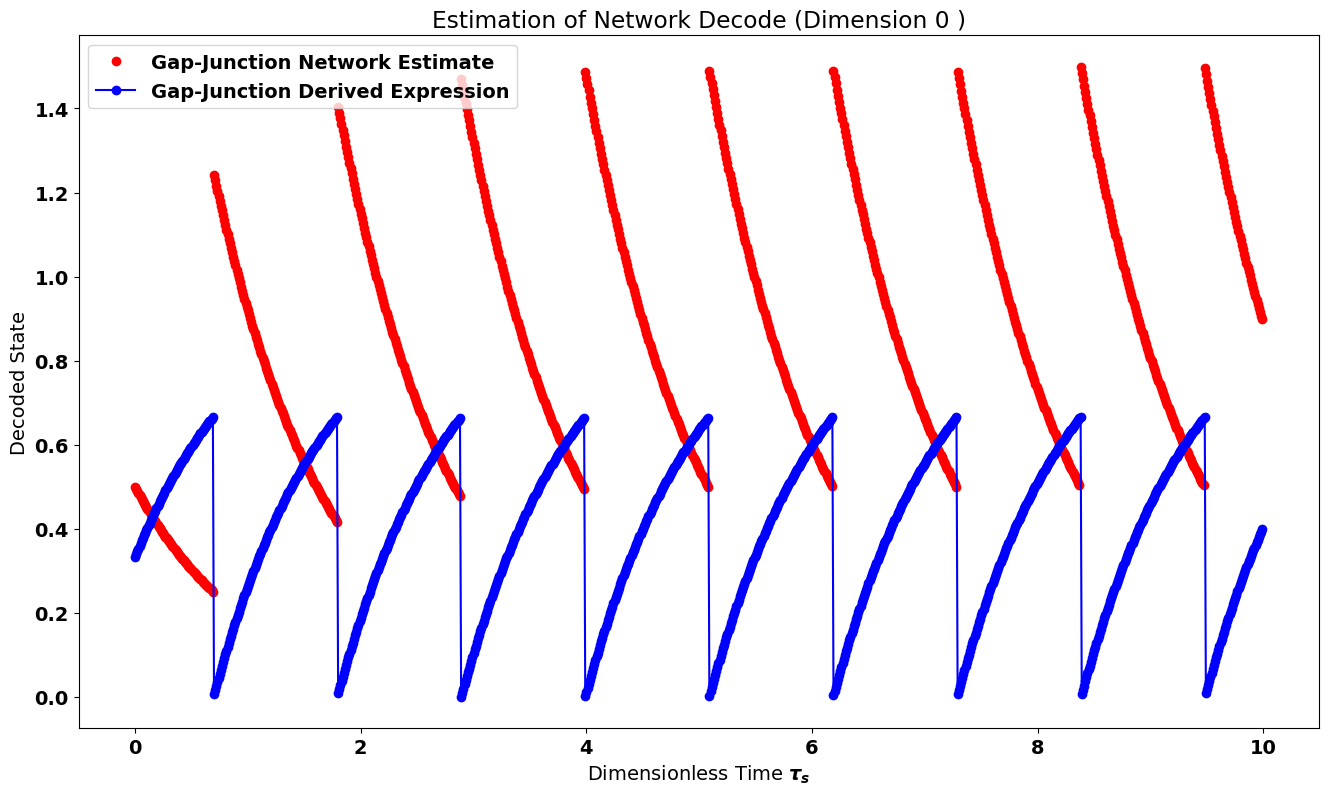 Estimation of Network Decode (Dimension 0 )
Gap-Junction Network Estimate
Gap-Junction Derived Expression
Decoded State
1.4
1.2
1.0
0.8
0.6
0.4
0.2
0.0
0 2 4 6 8 10
Dimensionless Time τₛ